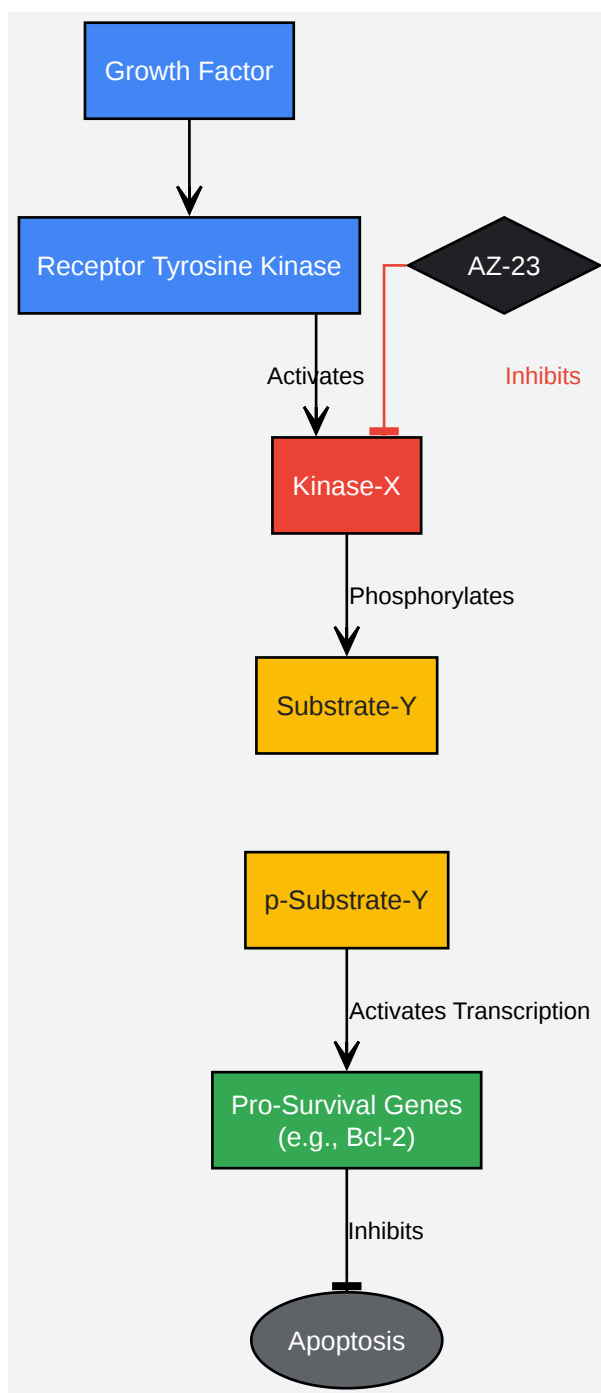 Growth Factor
Receptor Tyrosine Kinase
AZ-23
Activates
Inhibits
Kinase-X
Phosphorylates
Substrate-Y
p-Substrate-Y
Activates Transcription
Pro-Survival Genes
(e.g., Bcl-2)
Inhibits
Apoptosis